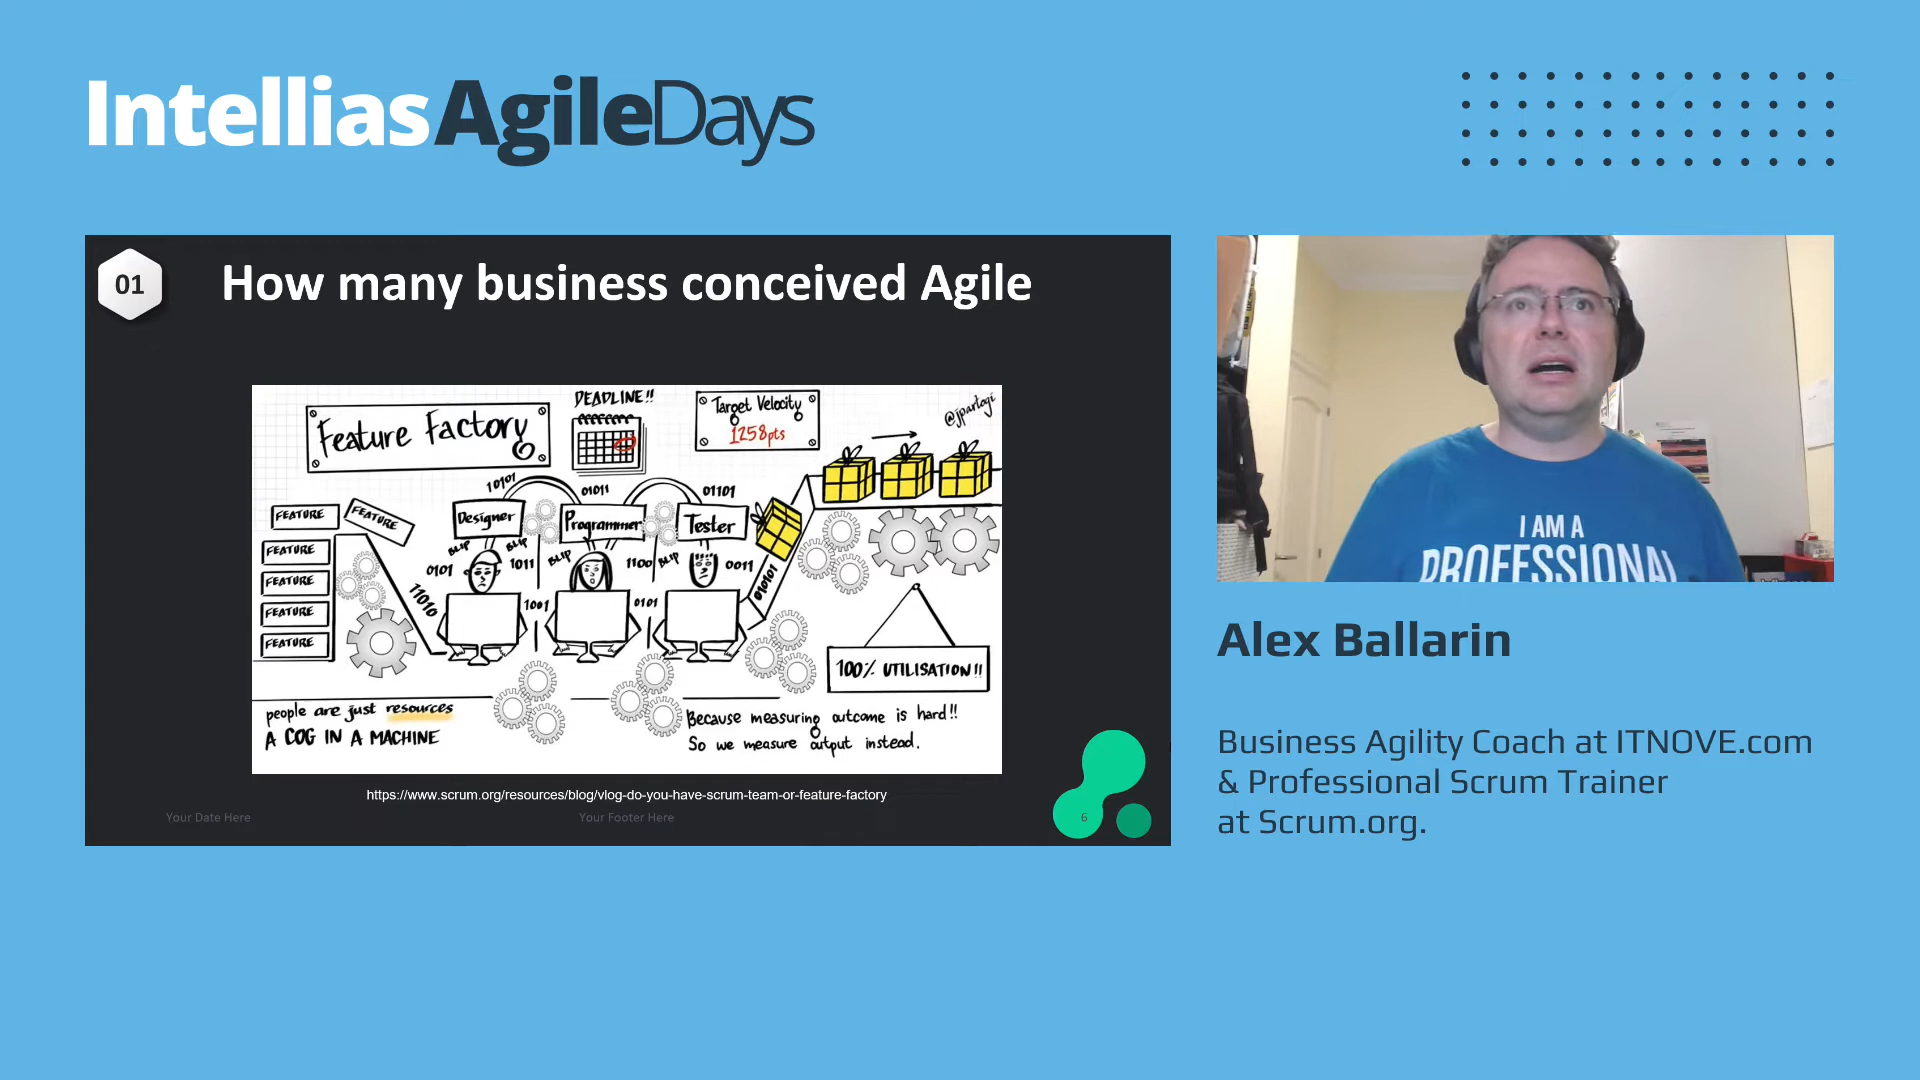 IntelliasAgileDays
01
How many business conceived Agile
Feature Factory
DEADLINE!!
Target Velocity
1258pts
@jpartogi
10101
01011
01101
FEATURE
FEATURE
Designer
Programmer
Tester
FEATURE
FEATURE
FEATURE
FEATURE
BLIP
BLIP
BLIP
BLIP
0101
1011
1100
0011
010101
11010
1001
0101
100% UTILISATION!!
people are just resources
A COG IN A MACHINE
Because measuring outcome is hard!!
So we measure output instead.
https://www.scrum.org/resources/blog/vlog-do-you-have-scrum-team-or-feature-factory
Your Date Here
Your Footer Here
6
I AM A
PROFESSIONAL
Alex Ballarin
Business Agility Coach at ITNOVE.com
& Professional Scrum Trainer
at Scrum.org.